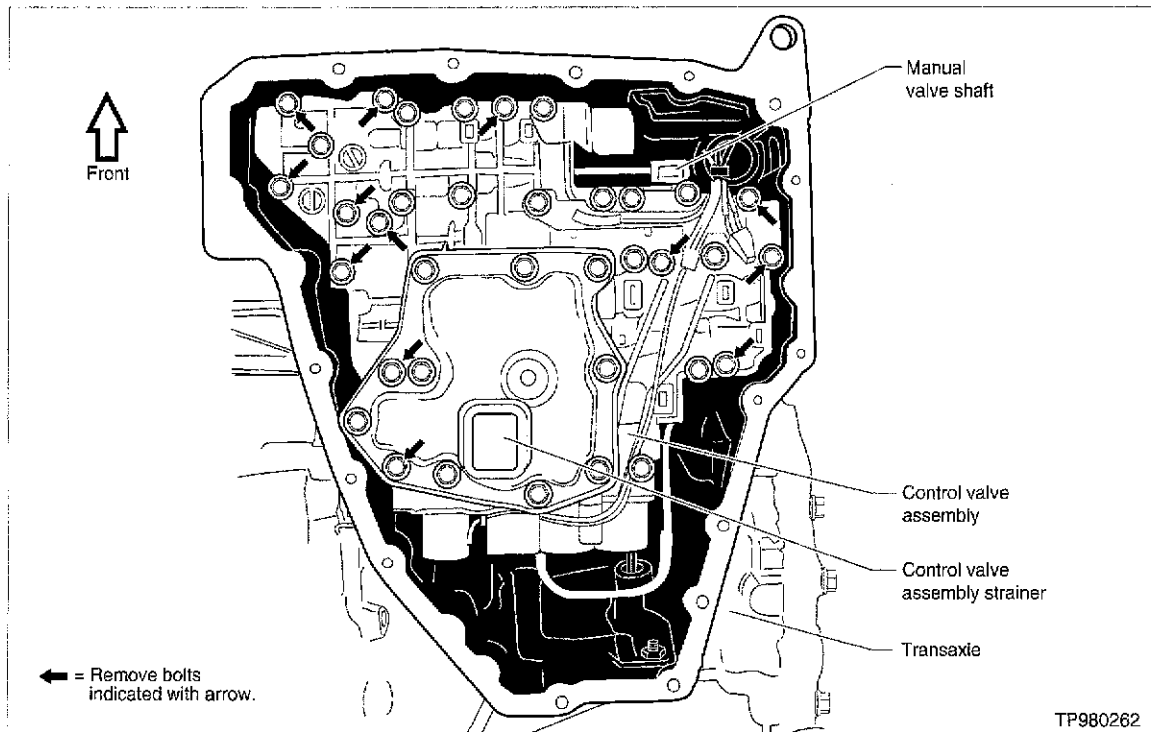 Manual
valve shaft
Front
Control valve
assembly
Control valve
assembly strainer
Transaxle
= Remove bolts
indicated with arrow.
TP980262